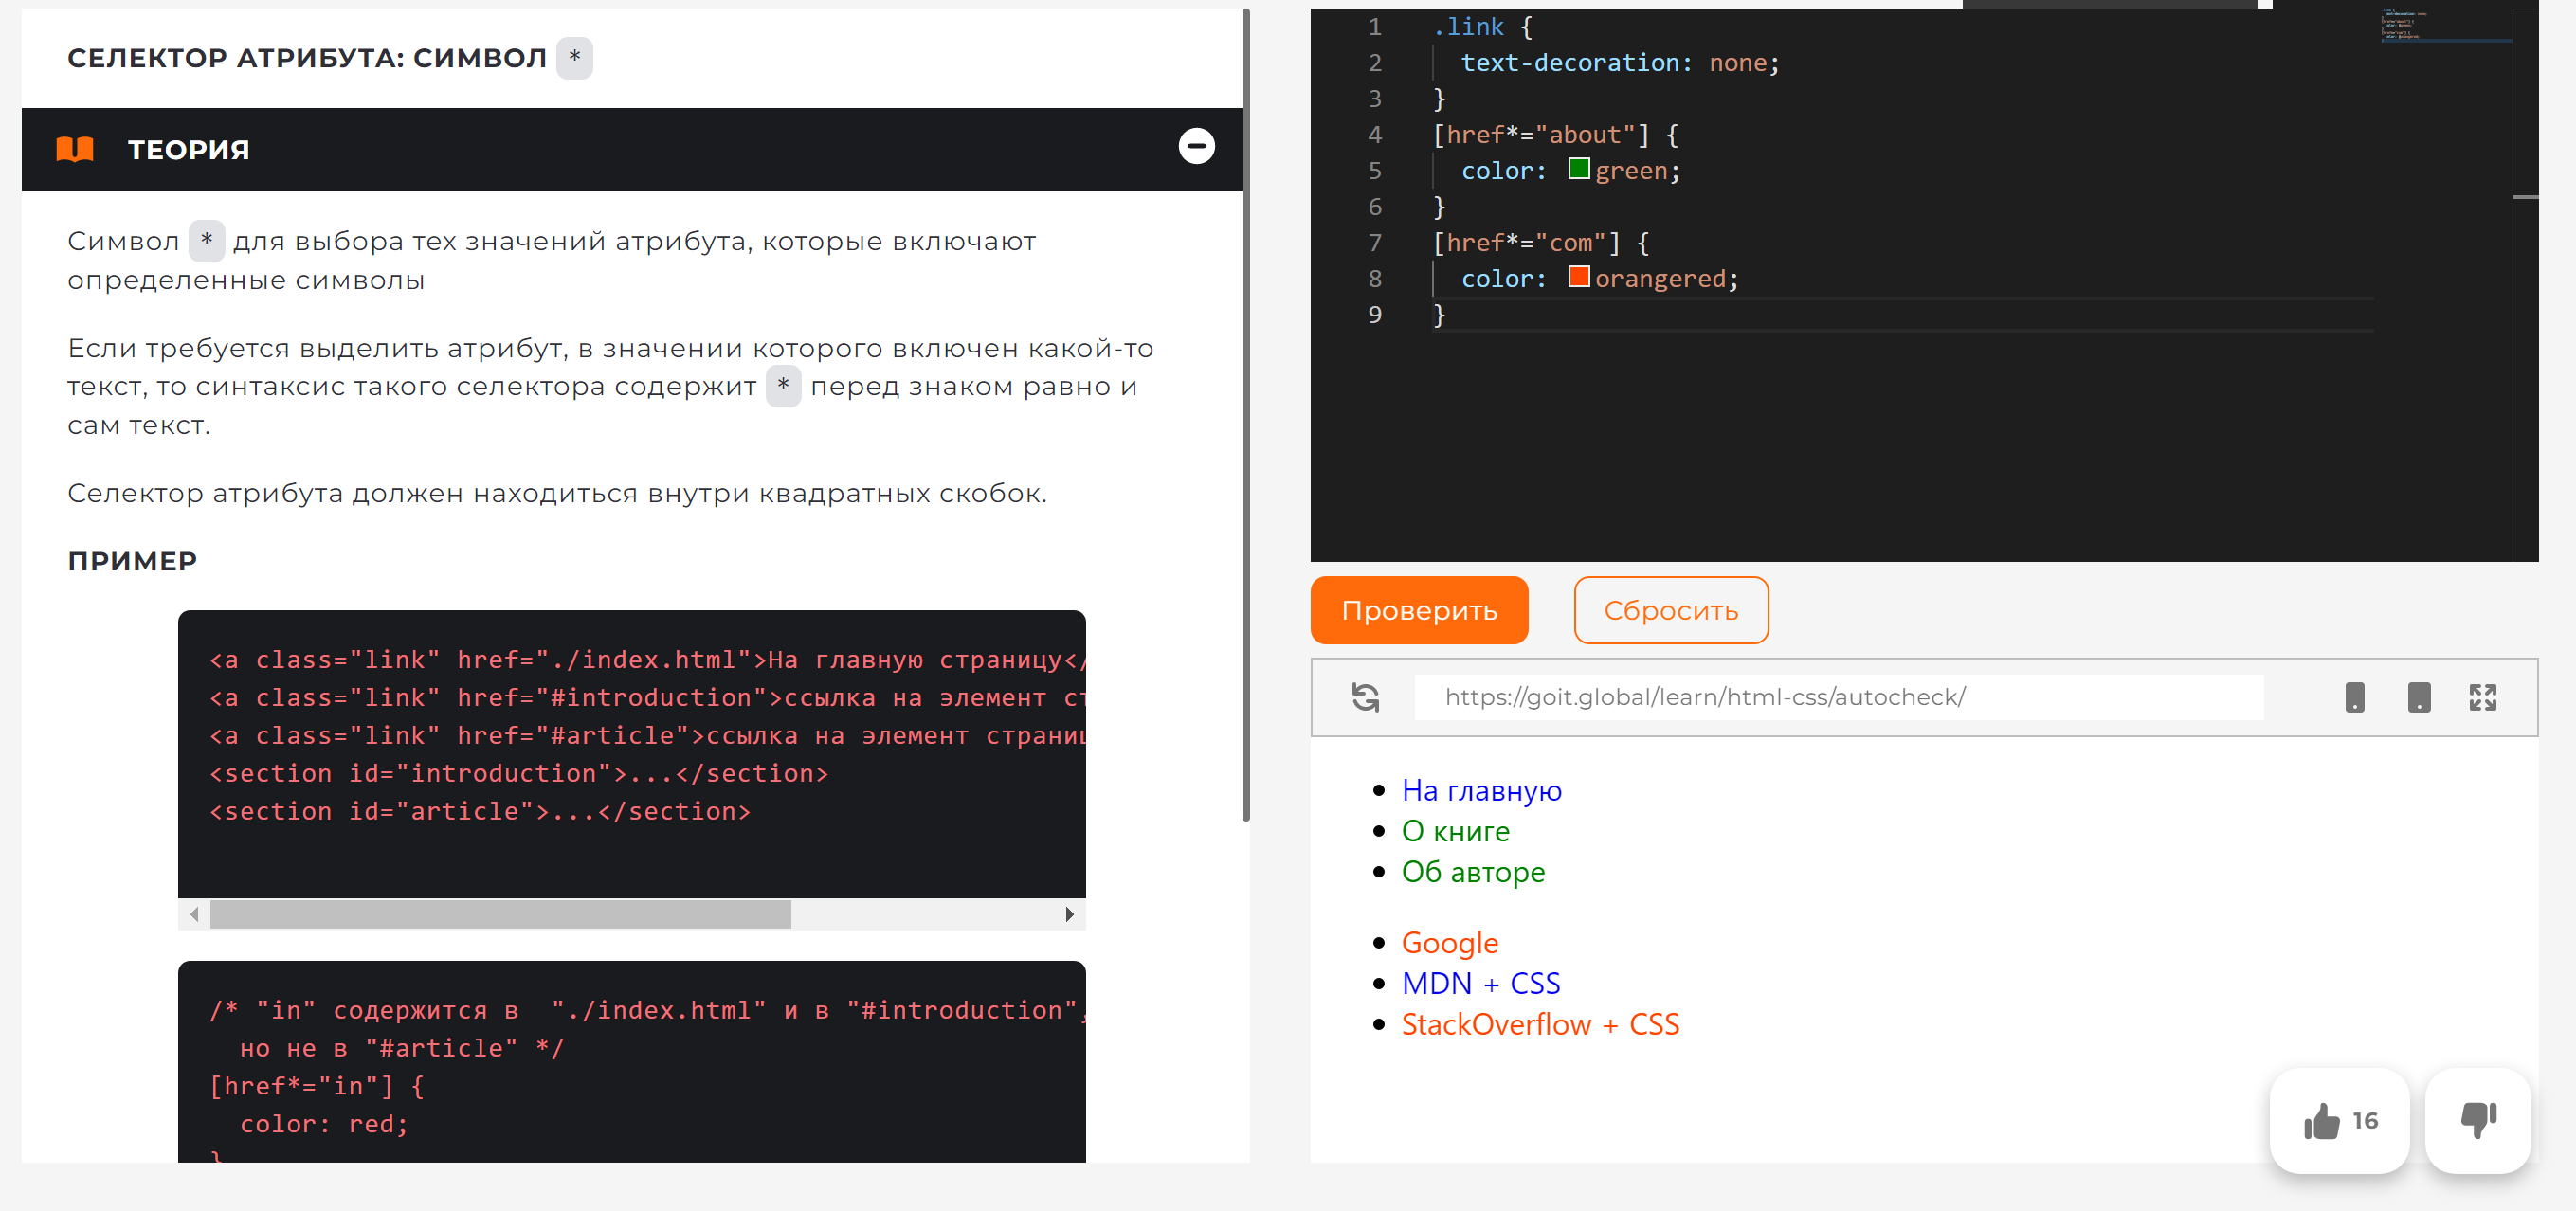 СЕЛЕКТОР АТРИБУТА: СИМВОЛ *
ТЕОРИЯ
Символ * для выбора тех значений атрибута, которые включают
определенные символы
Если требуется выделить атрибут, в значении которого включен какой-то
текст, то синтаксис такого селектора содержит * перед знаком равно и
сам текст.
Селектор атрибута должен находиться внутри квадратных скобок.
ПРИМЕР
<a class="link" href="./index.html">На главную страницу</
<a class="link" href="#introduction">ссылка на элемент ст
<a class="link" href="#article">ссылка на элемент страниц
<section id="introduction">...</section>
<section id="article">...</section>
/* "in" содержится в  "./index.html" и в "#introduction",
  но не в "#article" */
[href*="in"] {
  color: red;
}
1 .link {
2   text-decoration: none;
3 }
4 [href*="about"] {
5   color: green;
6 }
7 [href*="com"] {
8   color: orangered;
9 }
Проверить Сбросить
https://goit.global/learn/html-css/autocheck/
• На главную
• О книге
• Об авторе
• Google
• MDN + CSS
• StackOverflow + CSS
16